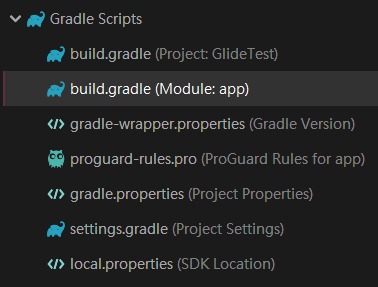 Gradle Scripts
build.gradle (Project: GlideTest)
build.gradle (Module: app)
gradle-wrapper.properties (Gradle Version)
proguard-rules.pro (ProGuard Rules for app)
gradle.properties (Project Properties)
settings.gradle (Project Settings)
local.properties (SDK Location)